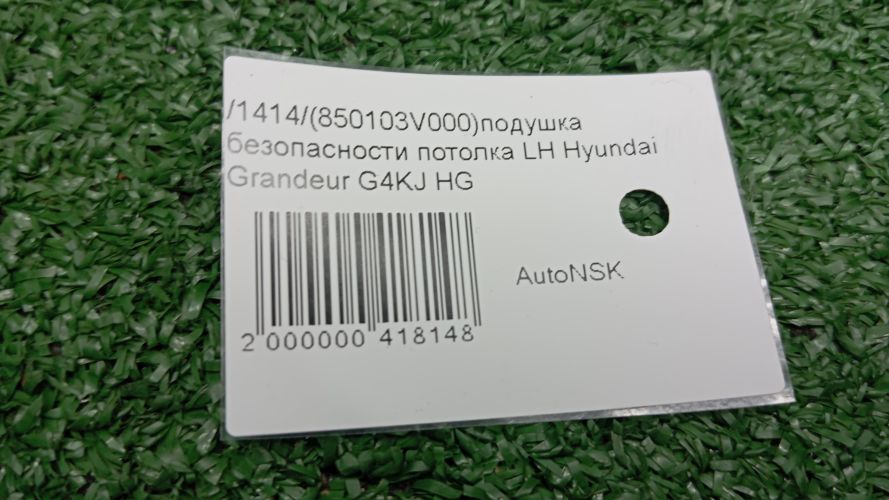 /1414/(850103V000)подушка
безопасности потолка LH Hyundai
Grandeur G4KJ HG
AutoNSK
2 000000 418148